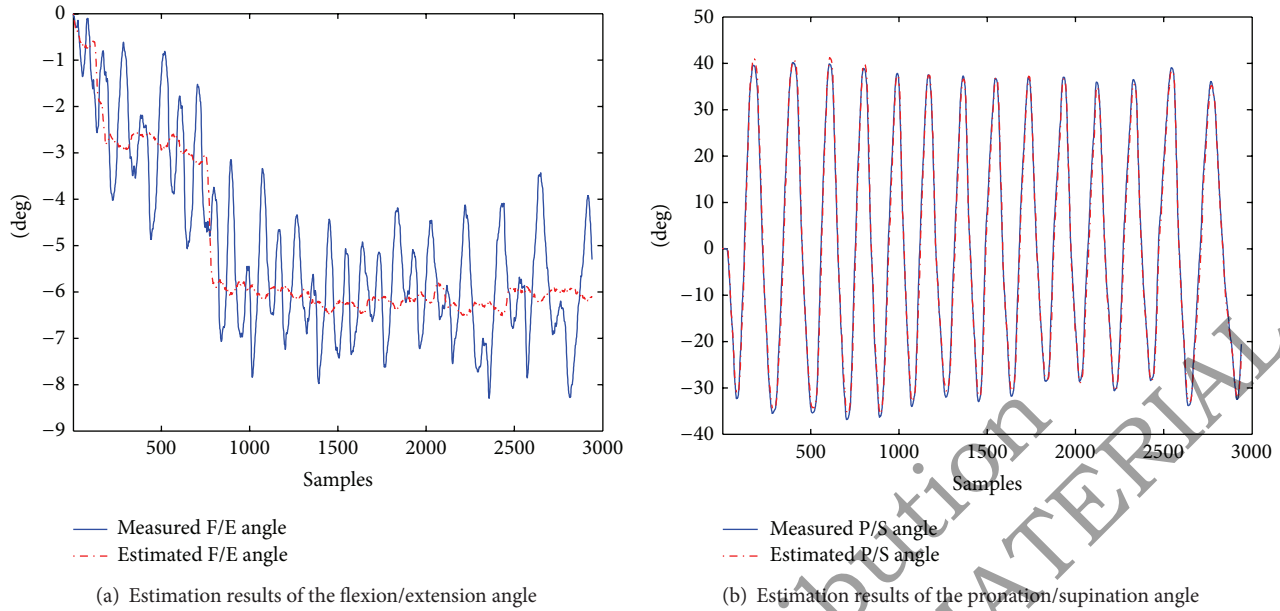 0
−1
−2
−3
−4
−5
−6
−7
−8
−9
(deg)
500
1000
1500
2000
2500
3000
Samples
Measured F/E angle
Estimated F/E angle
(a) Estimation results of the flexion/extension angle
50
40
30
20
10
0
−10
−20
−30
−40
(deg)
500
1000
1500
2000
2500
3000
Samples
Measured P/S angle
Estimated P/S angle
(b) Estimation results of the pronation/supination angle
MATERIAL